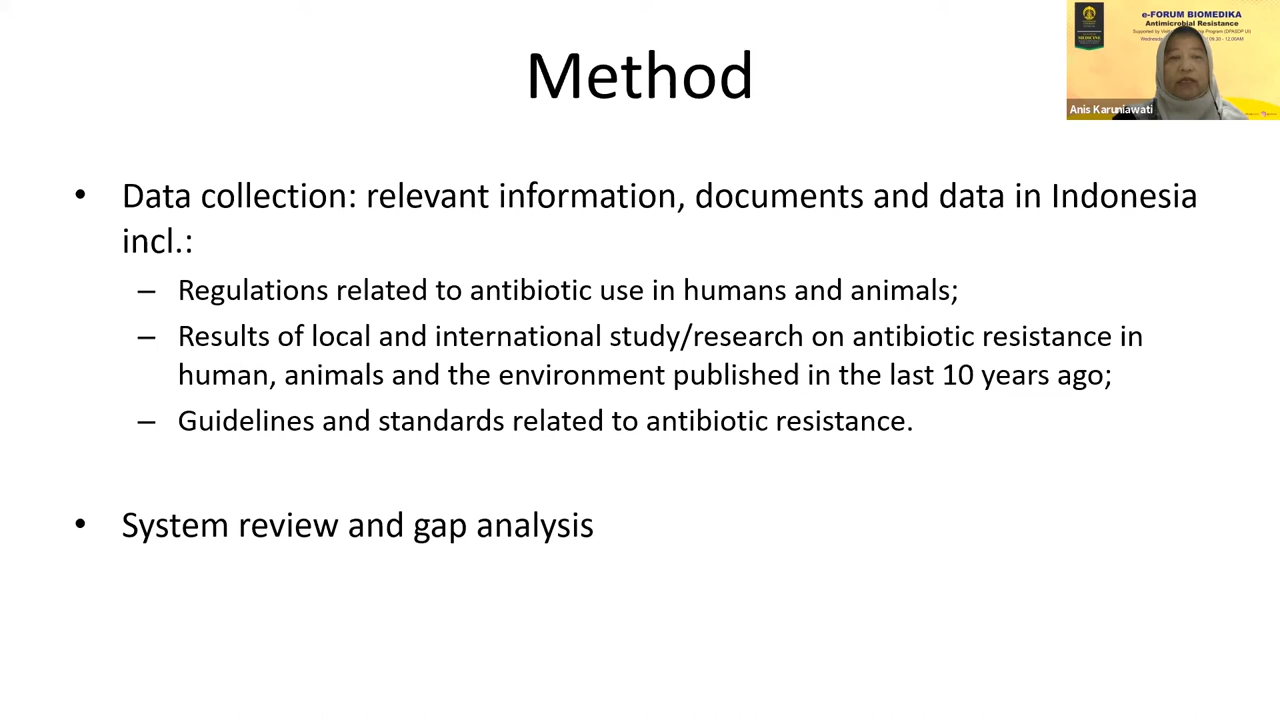 e-FORUM BIOMEDIKA
Antimicrobial Resistance
Anis Karuniawati
Method
• Data collection: relevant information, documents and data in Indonesia
incl.:
– Regulations related to antibiotic use in humans and animals;
– Results of local and international study/research on antibiotic resistance in
human, animals and the environment published in the last 10 years ago;
– Guidelines and standards related to antibiotic resistance.
• System review and gap analysis